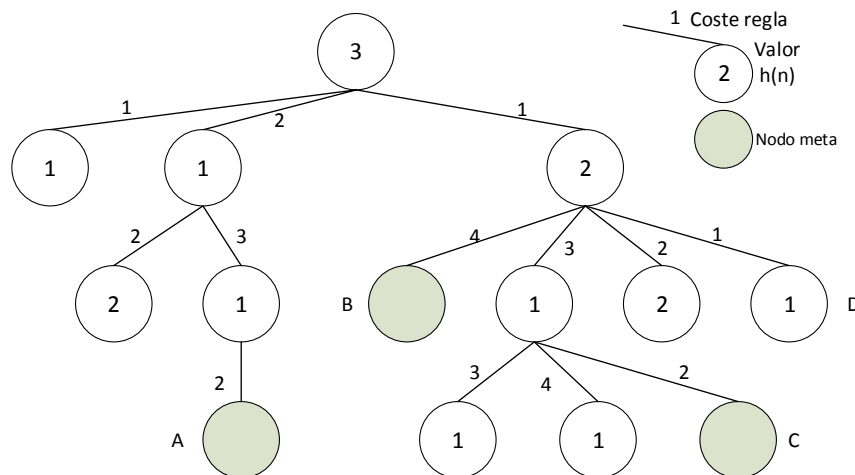 1 Coste regla
3
Valor
2 h(n)
1 2 1
Nodo meta
1 1 2
2 3 4 3 2 1
2 1 B 1 2 1 D
2 3 4 2
A 1 1 C